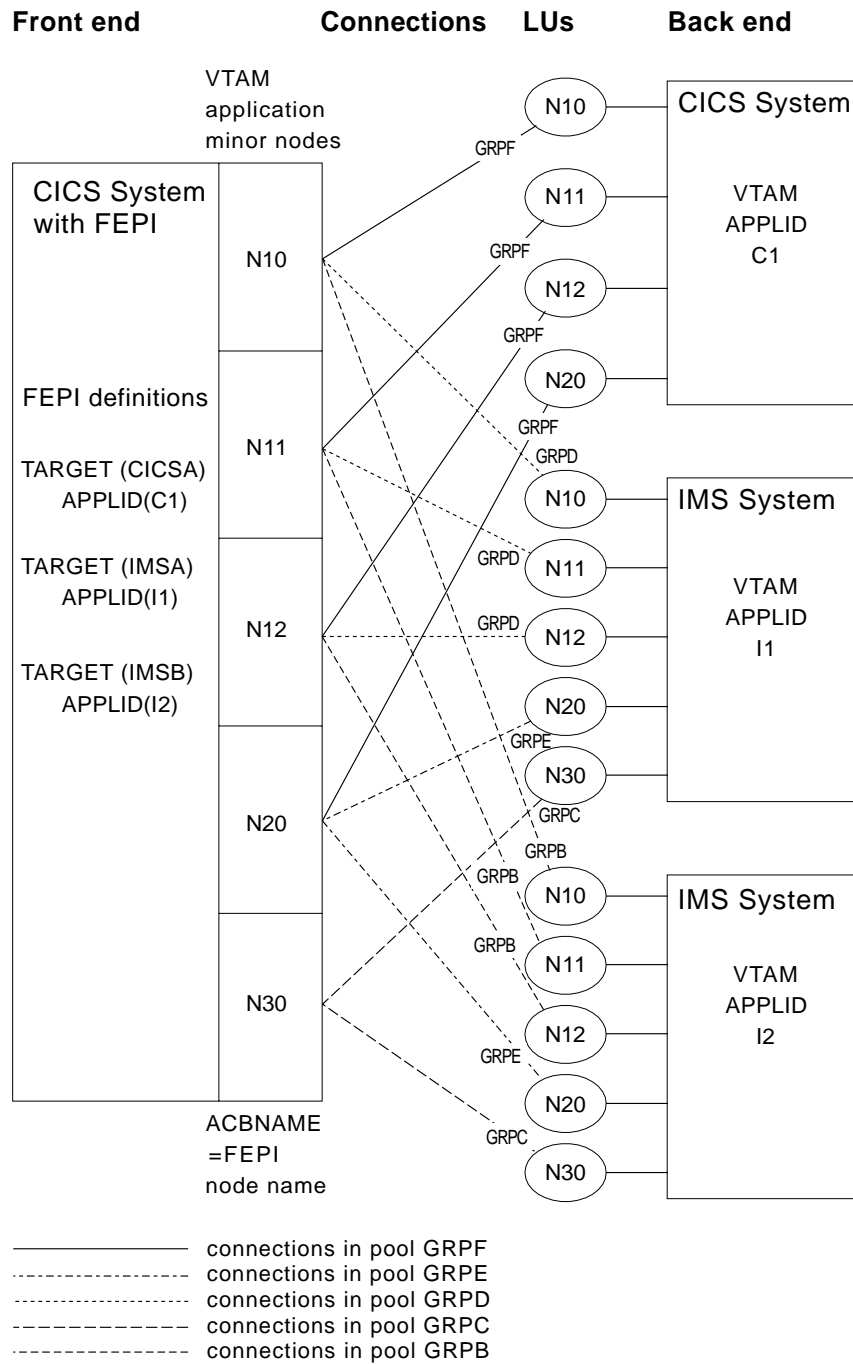 Front end
Connections
LUs
Back end
VTAM
application
minor nodes
CICS System
with FEPI
FEPI definitions
TARGET (CICSA)
APPLID(C1)
TARGET (IMSA)
APPLID(I1)
TARGET (IMSB)
APPLID(I2)
N10
N11
N12
N20
N30
ACBNAME
=FEPI
node name
GRPF
GRPF
GRPF
GRPF
GRPD
GRPD
GRPD
GRPE
GRPC
GRPB
GRPB
GRPB
GRPE
GRPC
N10
N11
N12
N20
CICS System
VTAM
APPLID
C1
N10
N11
N12
N20
N30
IMS System
VTAM
APPLID
I1
N10
N11
N12
N20
N30
IMS System
VTAM
APPLID
I2
connections in pool GRPF
connections in pool GRPE
connections in pool GRPD
connections in pool GRPC
connections in pool GRPB